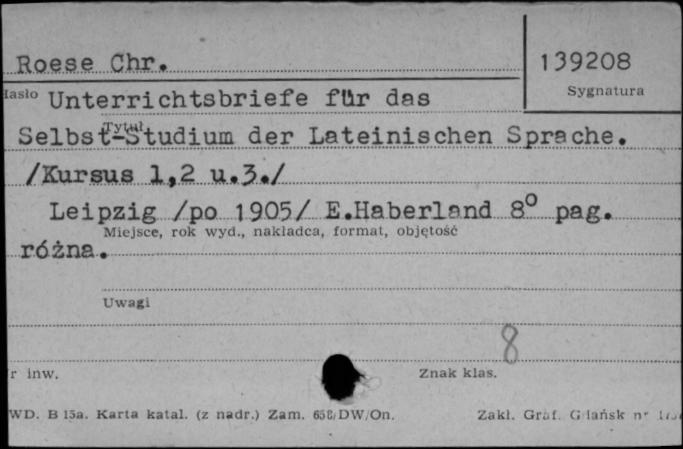 Roese Chr.
139208
Hasło
Sygnatura
Unterrichtsbriefe für das
Tytuł
Selbst-Studium der Lateinischen Sprache.
/Kursus 1,2 u.3./
Leipzig /po 1905/ E.Haberland 8° pag.
Miejsce, rok wyd., nakładca, format, objętość
różna.
Uwagi
8
r inw.
Znak klas.
WD. B 15a. Karta katal. (z nadr.) Zam. 658/DW/On.
Zakł. Graf. Gdańsk nr